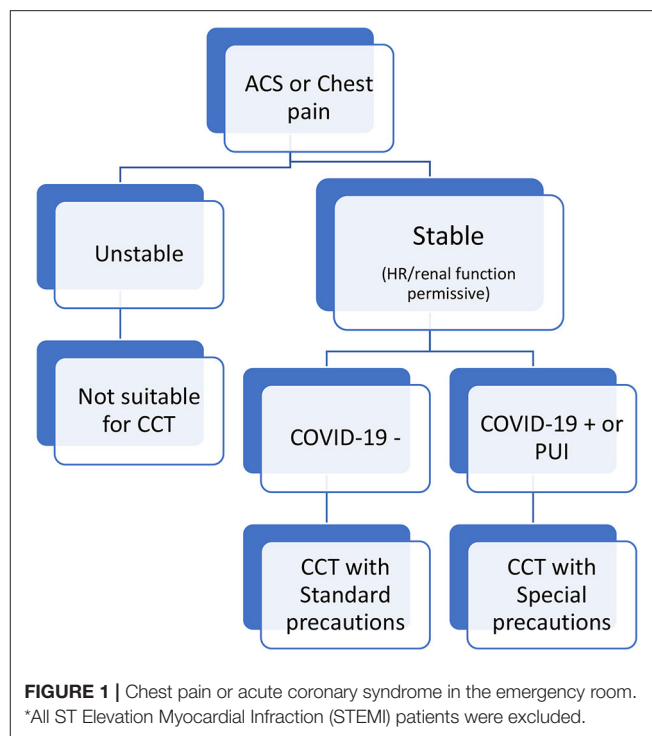 ACS or Chest
pain
Unstable
Stable
(HR/renal function
permissive)
Not suitable
for CCT
COVID-19 -
COVID-19 + or
PUI
CCT with
Standard
precautions
CCT with
Special
precautions
FIGURE 1 | Chest pain or acute coronary syndrome in the emergency room.
*All ST Elevation Myocardial Infraction (STEMI) patients were excluded.